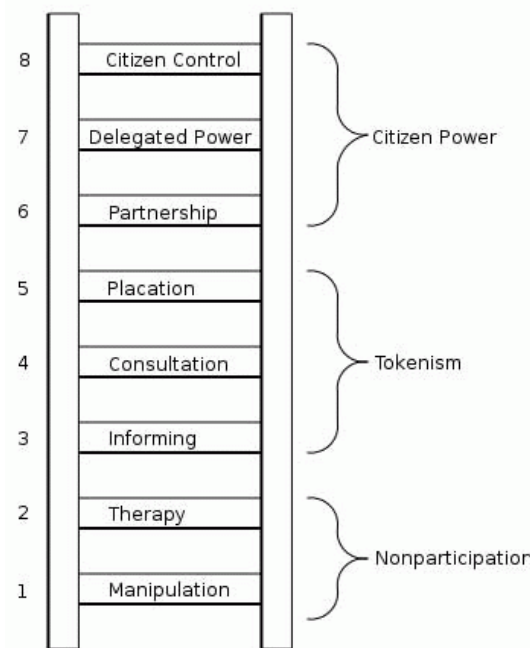 8 Citizen Control
7 Delegated Power
Citizen Power
6 Partnership
5 Placation
4 Consultation
Tokenism
3 Informing
2 Therapy
Nonparticipation
1 Manipulation